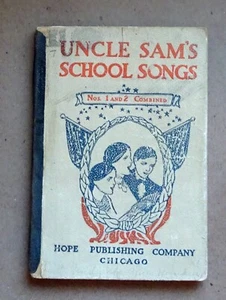 UNCLE SAM'S
SCHOOL SONGS
Nos. 1 AND 2 COMBINED
HOPE PUBLISHING COMPANY
CHICAGO